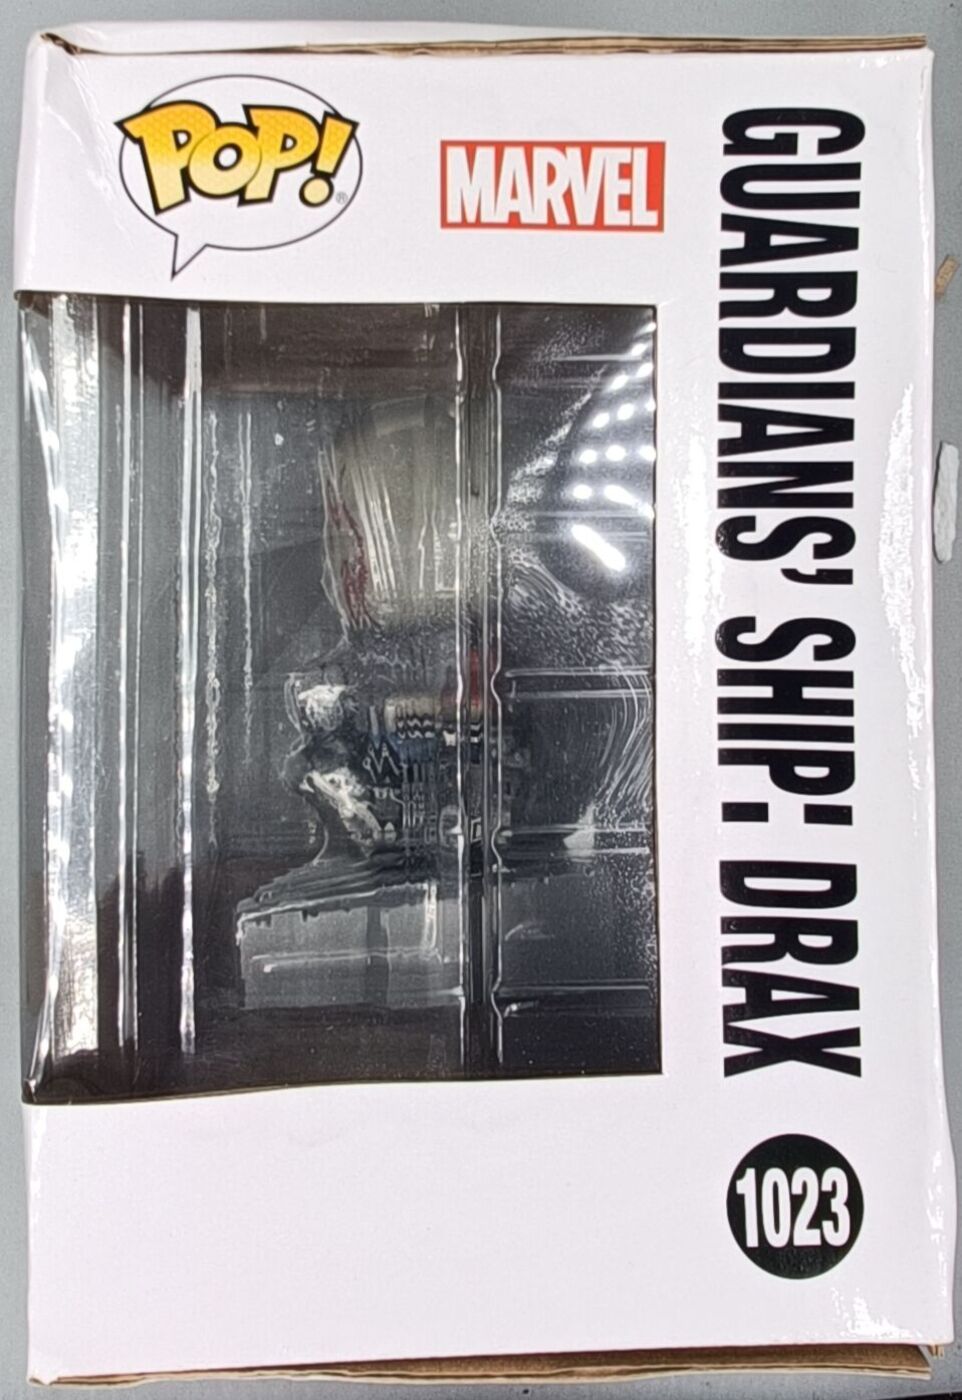 POP!®
MARVEL
GUARDIANS' SHIP: DRAX
1023